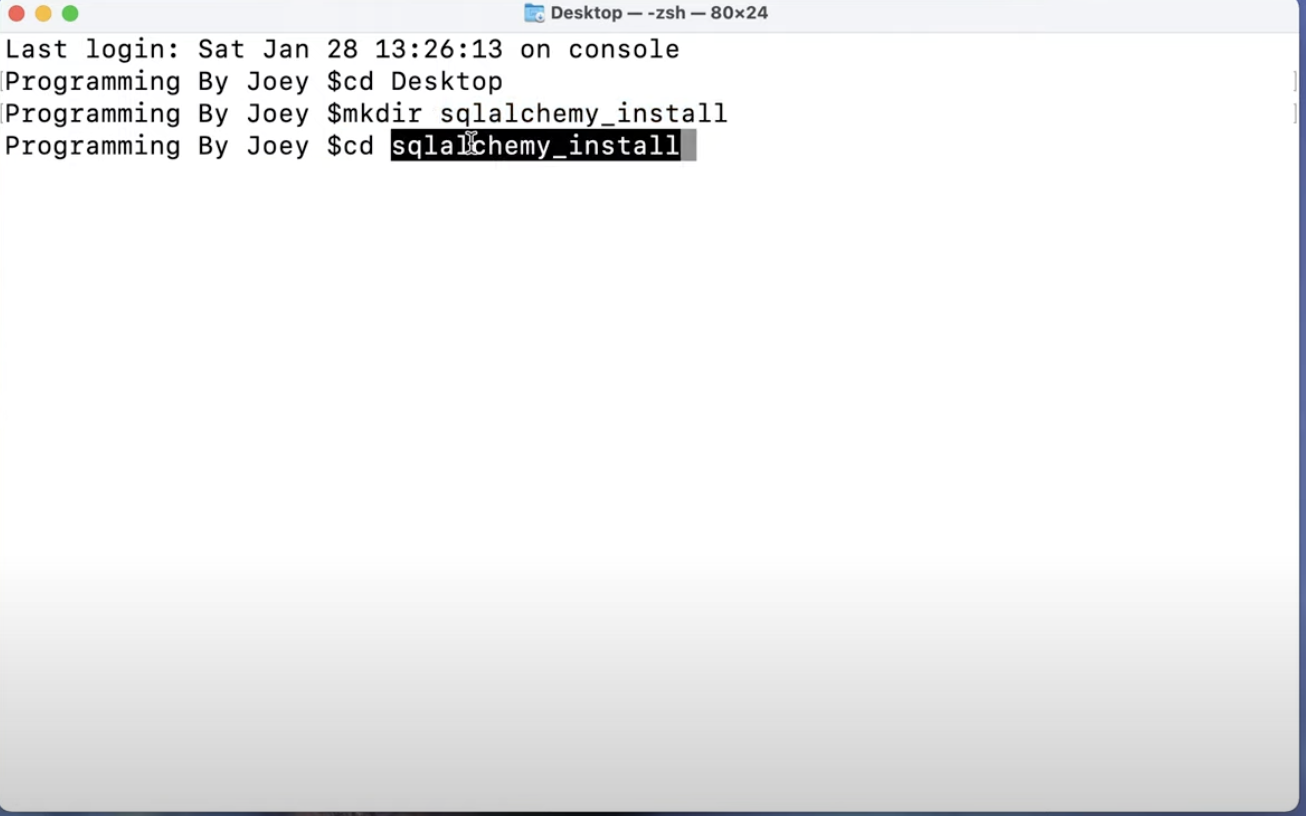 Desktop — -zsh — 80×24
Last login: Sat Jan 28 13:26:13 on console
[Programming By Joey $cd Desktop ]
[Programming By Joey $mkdir sqlalchemy_install ]
Programming By Joey $cd sqlalchemy_install